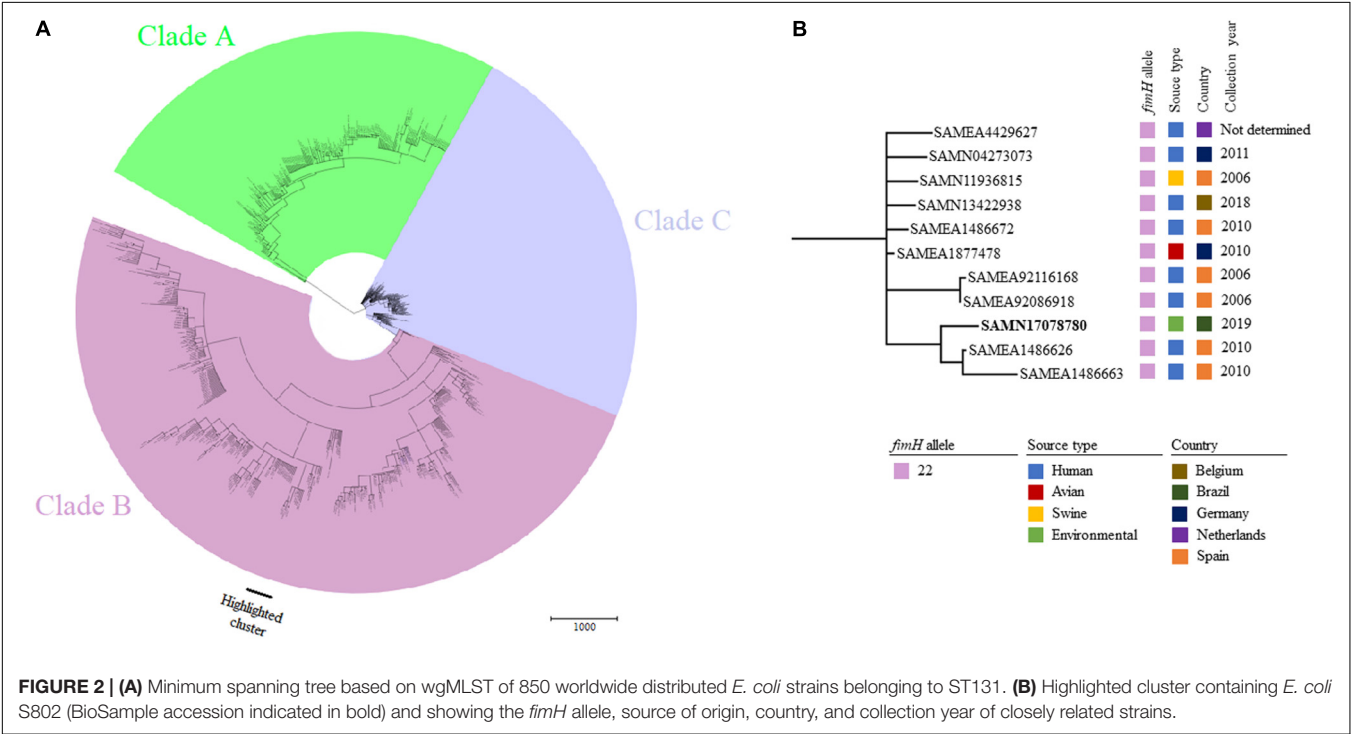 A
Clade A
Clade C
Clade B
Highlighted
cluster
1000
B
fimH allele
Souce type
Country
Collection year
SAMEA4429627
Not determined
SAMN04273073
2011
SAMN11936815
2006
SAMN13422938
2018
SAMEA1486672
2010
SAMEA1877478
2010
SAMEA92116168
2006
SAMEA92086918
2006
SAMN17078780
2019
SAMEA1486626
2010
SAMEA1486663
2010
fimH allele
22
Source type
Human
Avian
Swine
Environmental
Country
Belgium
Brazil
Germany
Netherlands
Spain
FIGURE 2 | (A) Minimum spanning tree based on wgMLST of 850 worldwide distributed E. coli strains belonging to ST131. (B) Highlighted cluster containing E. coli
S802 (BioSample accession indicated in bold) and showing the fimH allele, source of origin, country, and collection year of closely related strains.